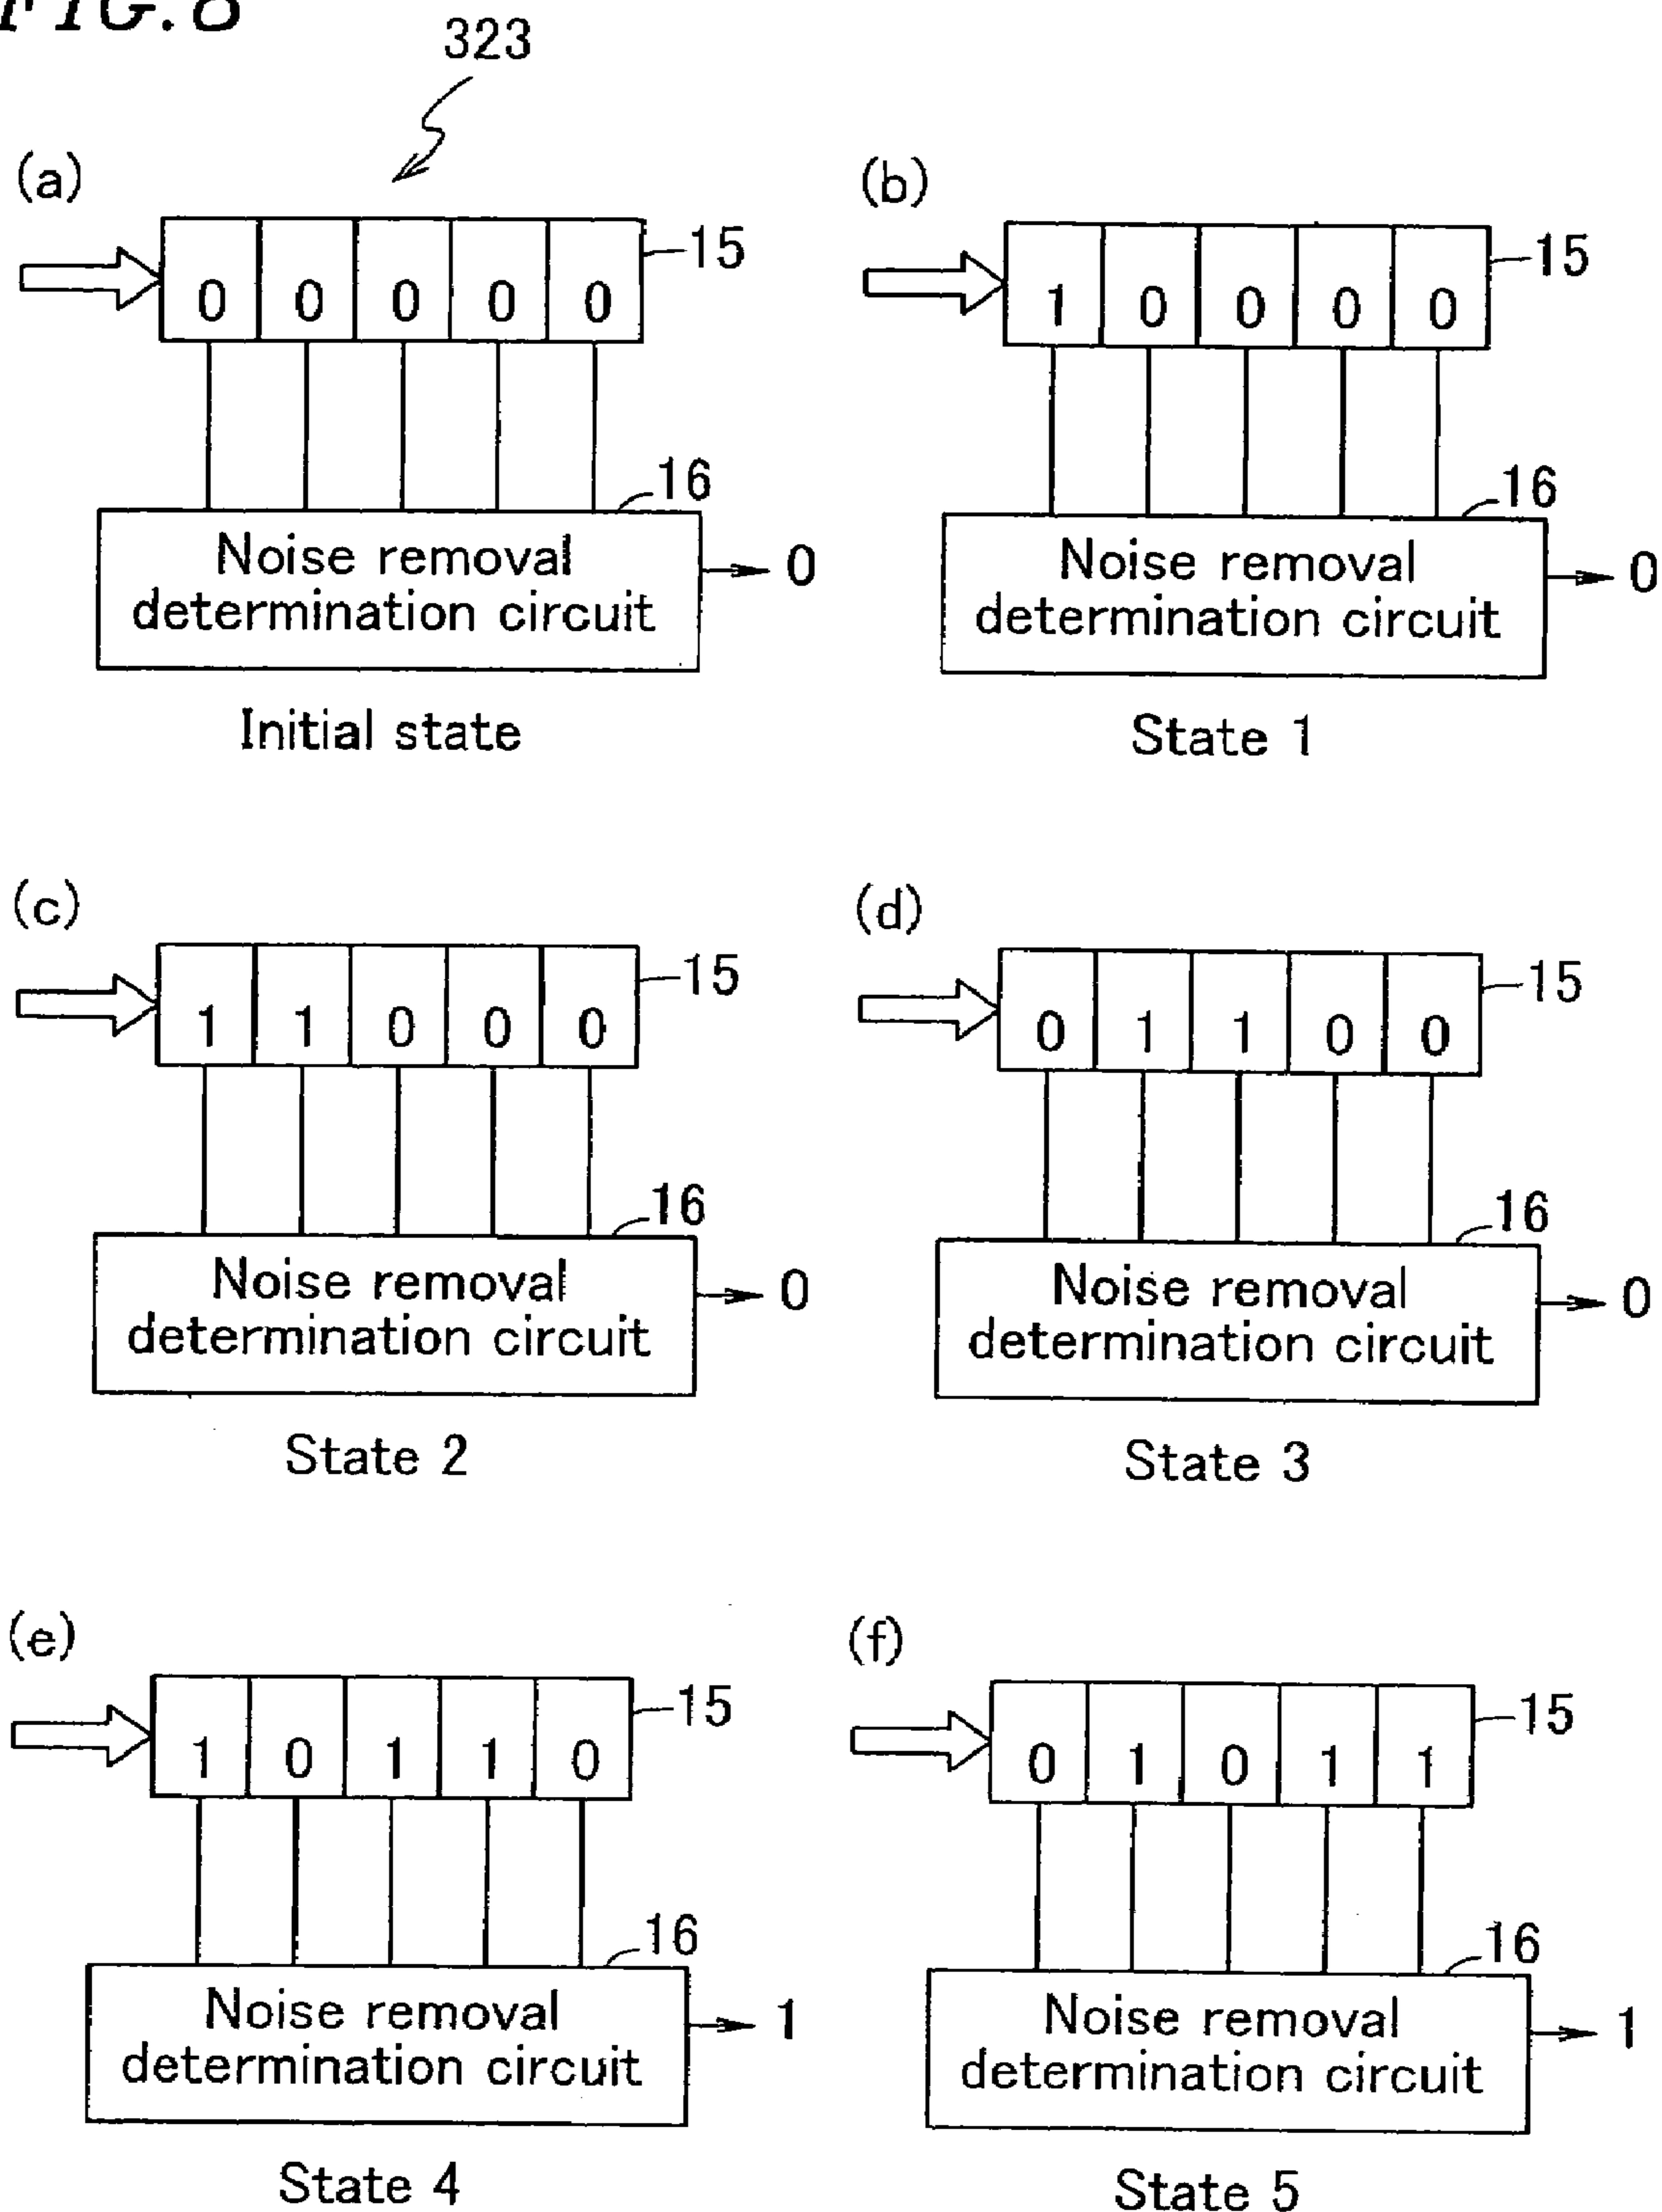 FIG. 8
323
(a)
15
0 0 0 0 0
16
Noise removal
determination circuit
0
Initial state
(b)
15
1 0 0 0 0
16
Noise removal
determination circuit
0
State 1
(c)
15
1 1 0 0 0
16
Noise removal
determination circuit
0
State 2
(d)
15
0 1 1 0 0
16
Noise removal
determination circuit
0
State 3
(e)
15
1 0 1 1 0
16
Noise removal
determination circuit
1
State 4
(f)
15
0 1 0 1 1
16
Noise removal
determination circuit
1
State 5